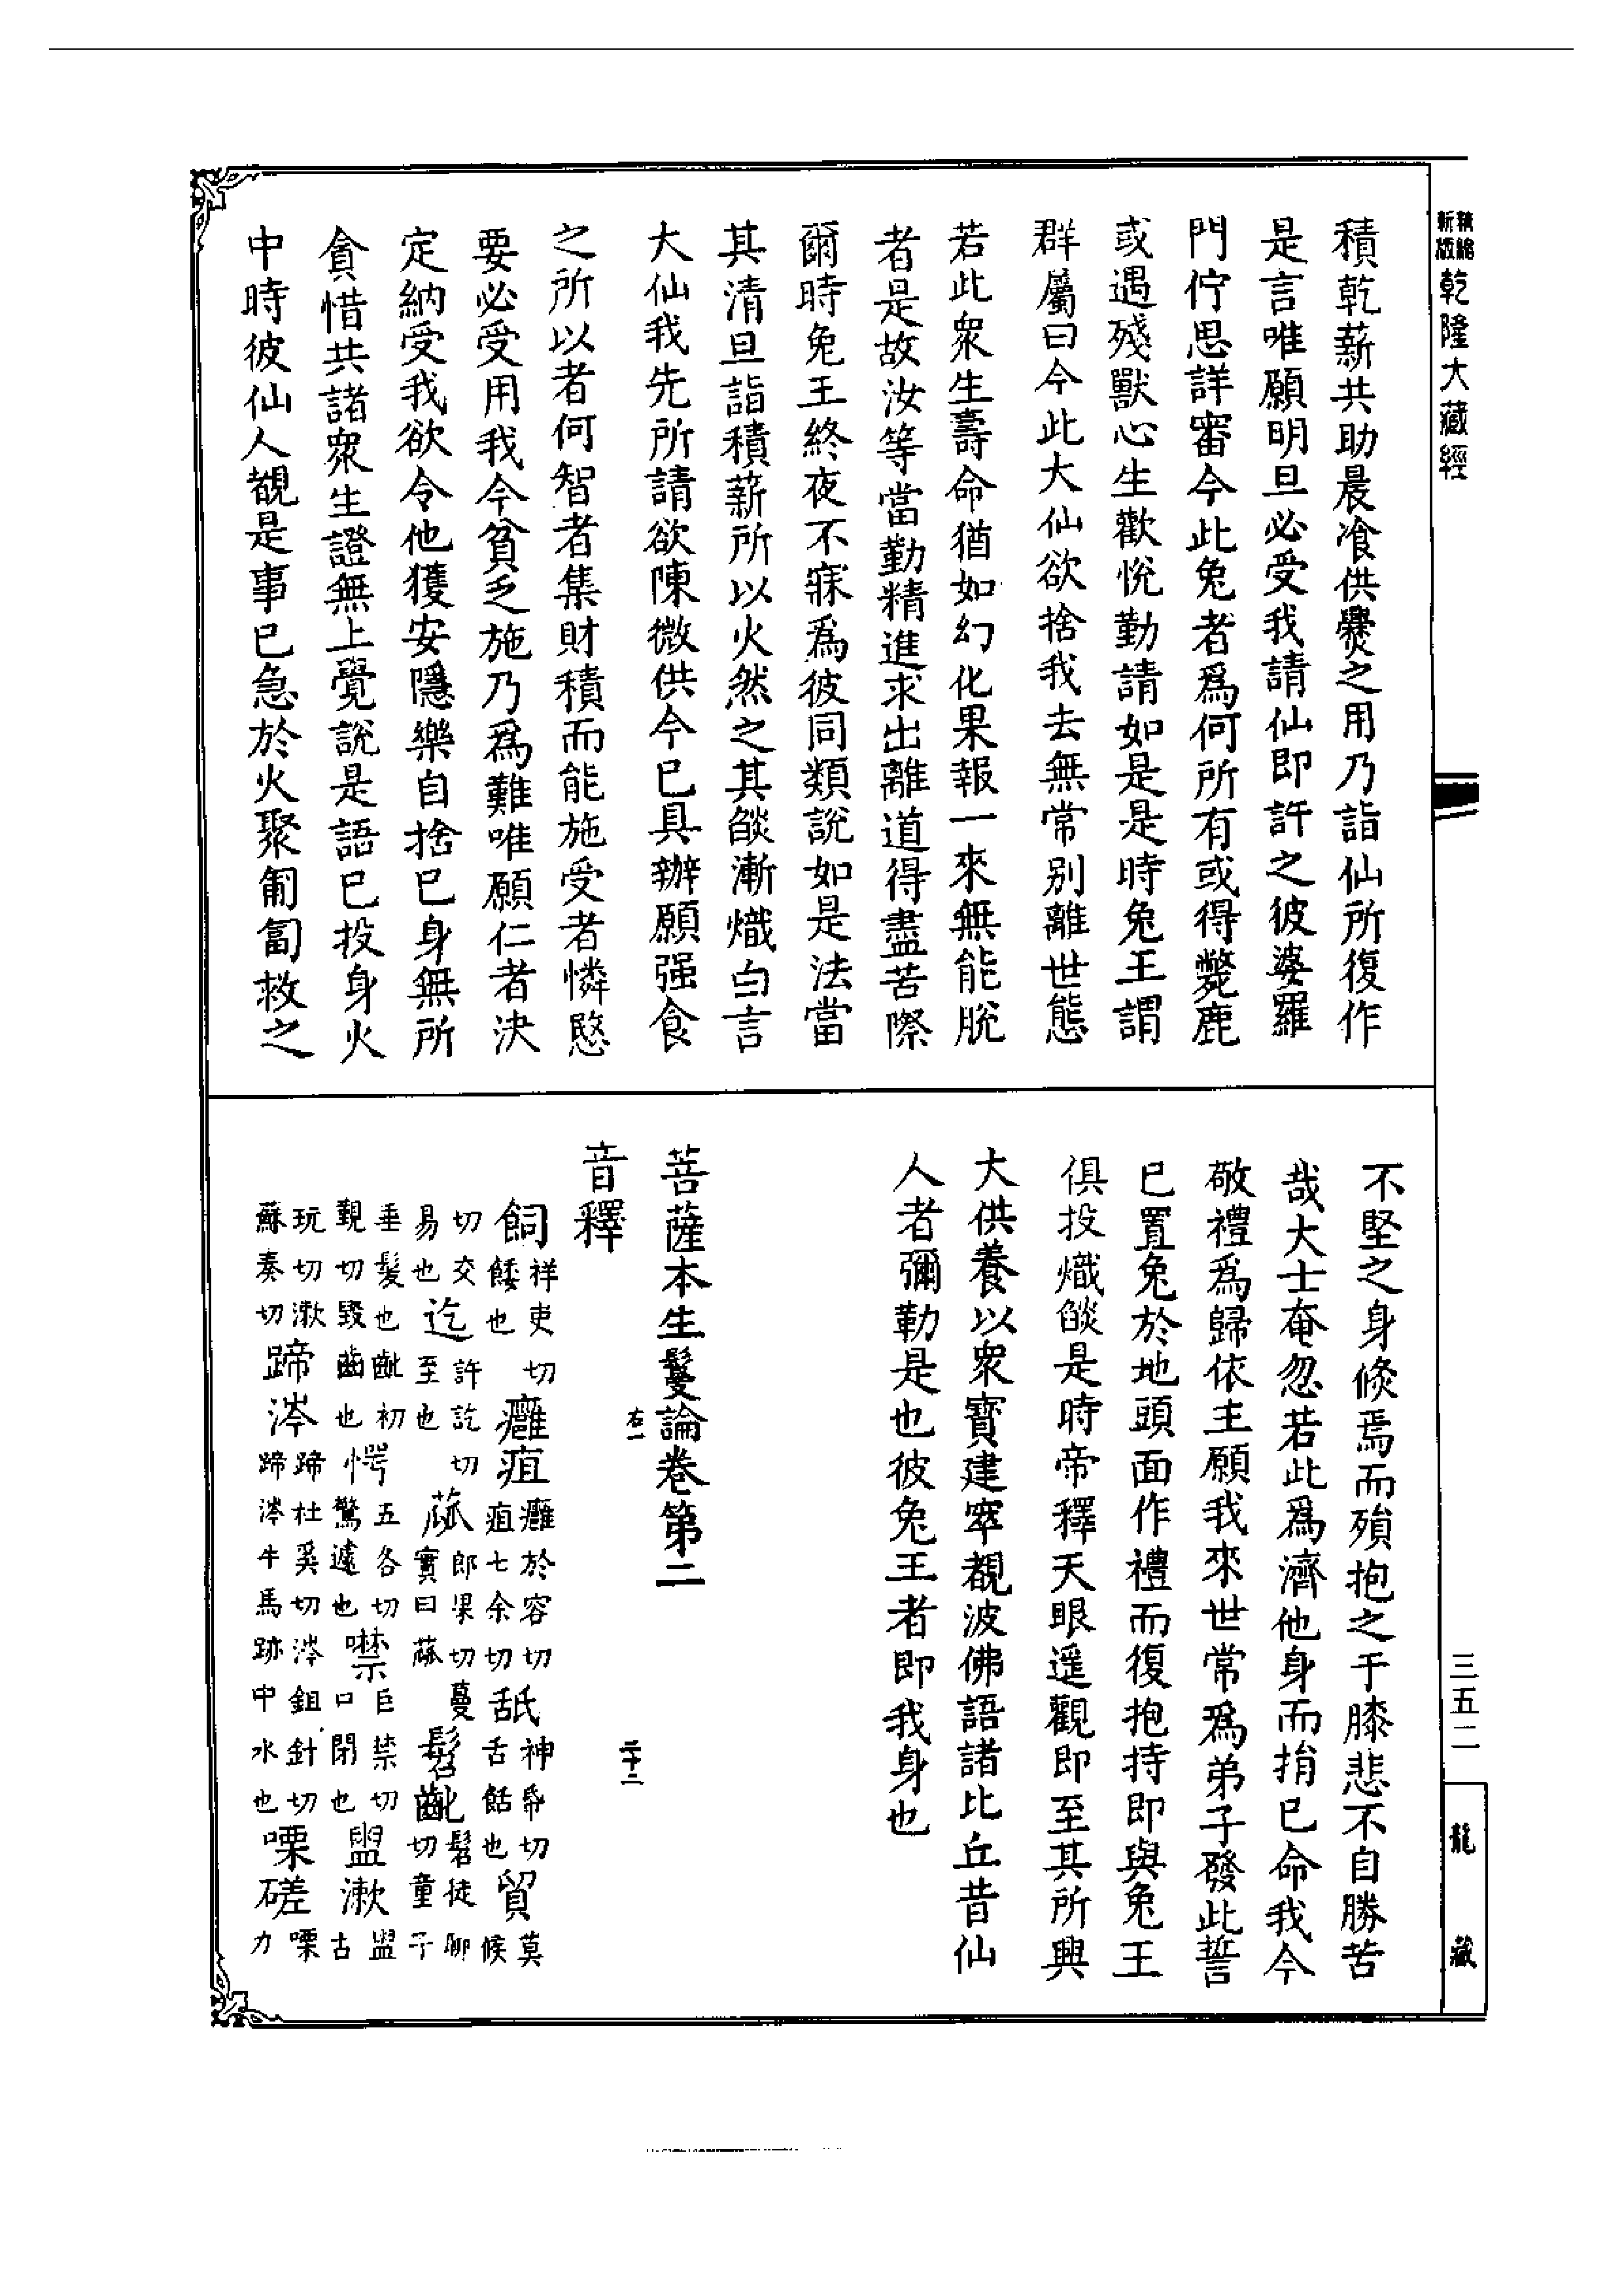 精縮新版乾隆大藏經
積乾薪共助晨飡供爨之用乃詣仙所復作
是言唯願明旦必受我請仙即許之彼婆羅
門佇思詳審今此兔者為何所有或得斃鹿
或遇殘獸心生歡悅勤請如是是時兔王謂
群屬曰今此大仙欲捨我去無常別離世態
若此眾生壽命猶如幻化果報一來無能脫
者是故汝等當勤精進求出離道得盡苦際
爾時兔王終夜不寐為彼同類說如是法當
其清旦詣積薪所以火然之其燄漸熾白言
大仙我先所請欲陳微供今已具辦願强食
之所以者何智者集財積而能施受者憐愍
要必受用我今貧乏施乃為難唯願仁者決
定納受我欲令他獲安隱樂自捨已身無所
貪惜共諸眾生證無上覺說是語已投身火
中時彼仙人覩是事已急於火聚匍匐救之
不堅之身倏焉而殞抱之于膝悲不自勝苦
哉大士奄忽若此為濟他身而捐已命我今
敬禮為歸依主願我來世常為弟子發此誓
已置兔於地頭面作禮而復抱持即與兔王
俱投熾燄是時帝釋天眼遥觀即至其所興
大供養以眾寶建窣覩波佛語諸比丘昔仙
人者彌勒是也彼兔王者即我身也
菩薩本生鬘論卷第二
右一 二十二
音釋
飼祥吏切餧也 癰疽癰於容切疽七余切 舐神帋切舌餂也 貿莫候
切交易也 迄許訖切至也 蓏郎果切蔓實曰蓏 髫齓髫徒聊切童子
垂髮也齓初覲切毀齒也 愕五各切驚遽也 噤巨禁切口閉也 盥漱盥古
玩切漱蘇奏切 蹄涔蹄杜奚切涔鉏針切蹄涔牛馬跡中水也 㗚磋㗚力
三五二
龍藏